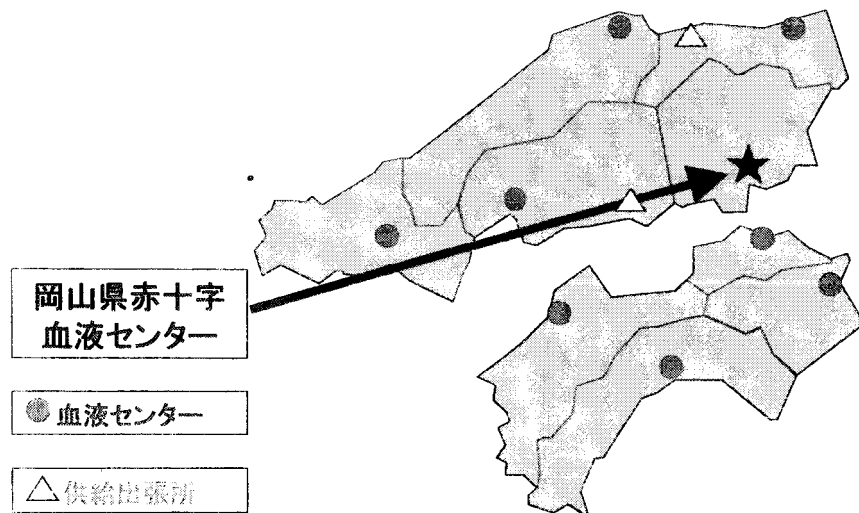 岡山県赤十字
血液センター
血液センター
供給出張所